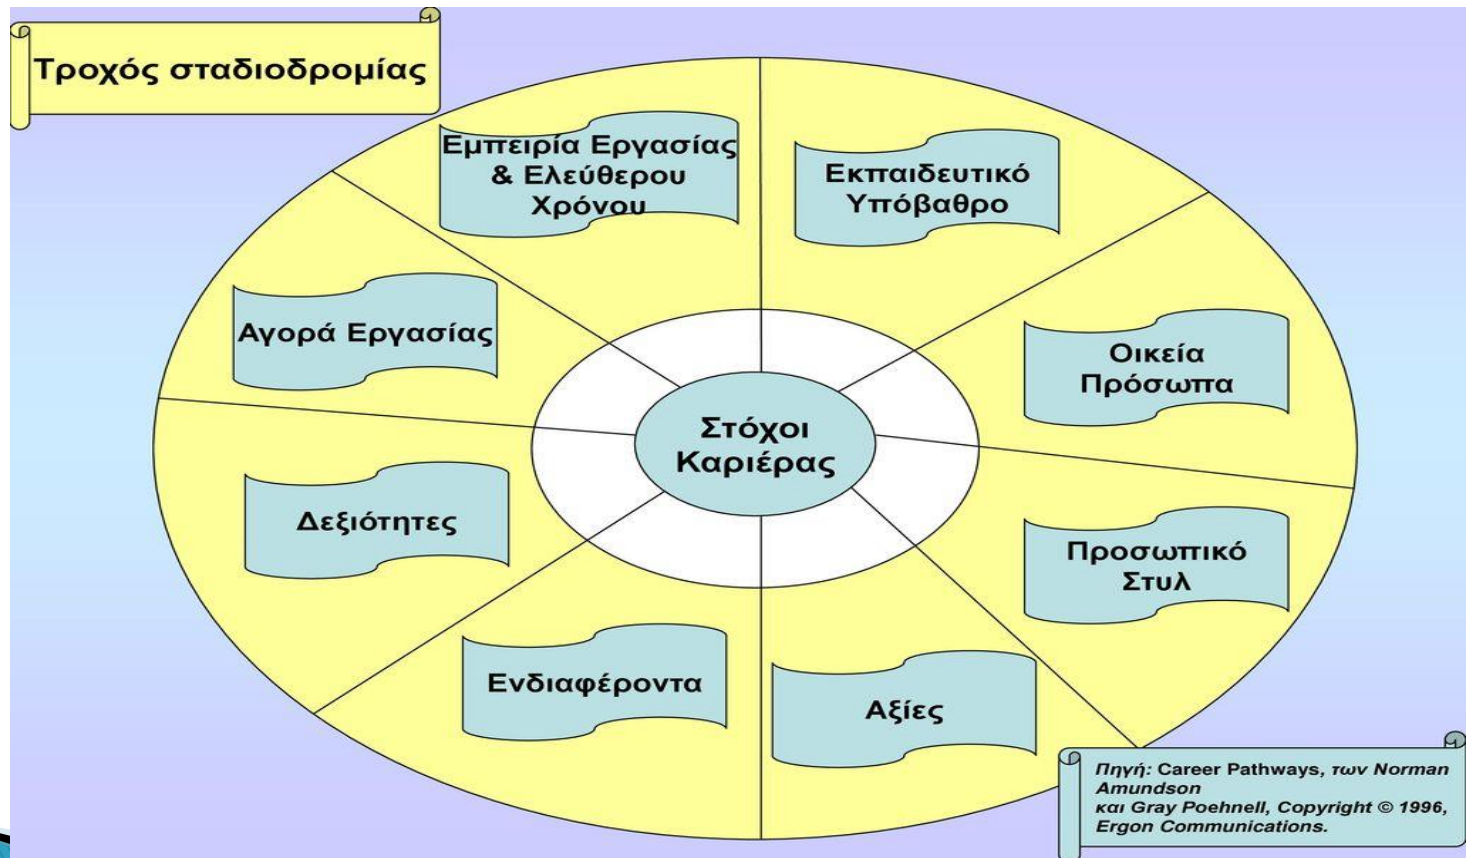 Τροχός σταδιοδρομίας
Εμπειρία Εργασίας
& Ελεύθερου
Χρόνου
Εκπαιδευτικό
Υπόβαθρο
Αγορά Εργασίας
Οικεία
Πρόσωπα
Στόχοι
Καριέρας
Δεξιότητες
Προσωπικό
Στυλ
Ενδιαφέροντα
Αξίες
Πηγή: Career Pathways, των Norman
Amundson
και Gray Poehnell, Copyright © 1996,
Ergon Communications.